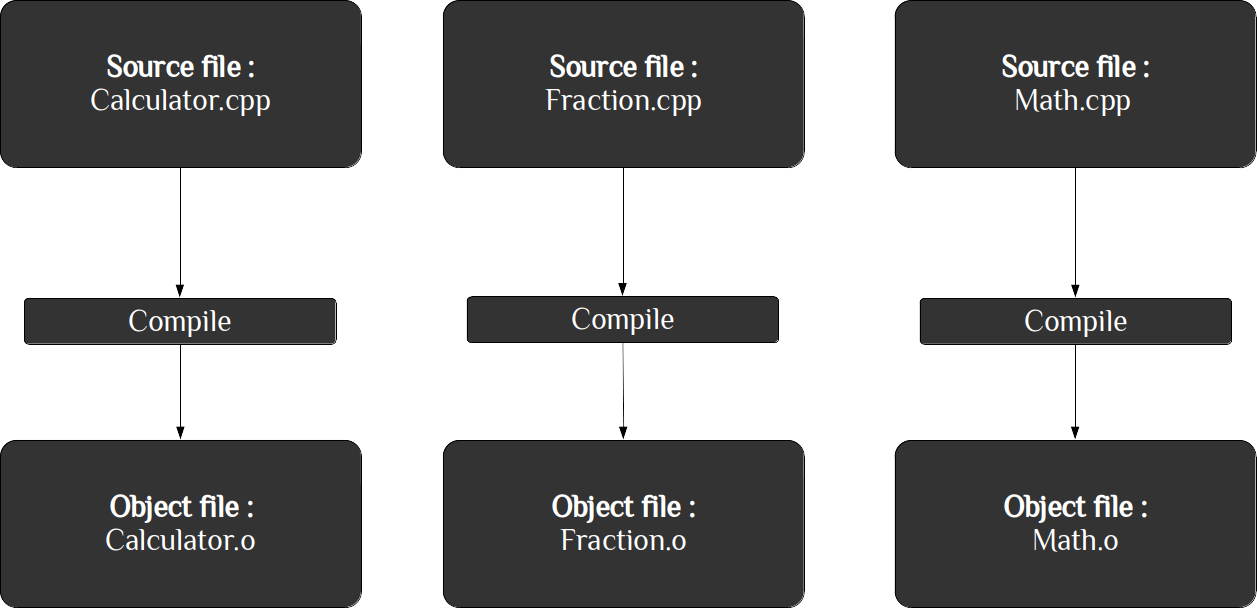 Source file :
Calculator.cpp
Source file :
Fraction.cpp
Source file :
Math.cpp
Compile
Compile
Compile
Object file :
Calculator.o
Object file :
Fraction.o
Object file :
Math.o